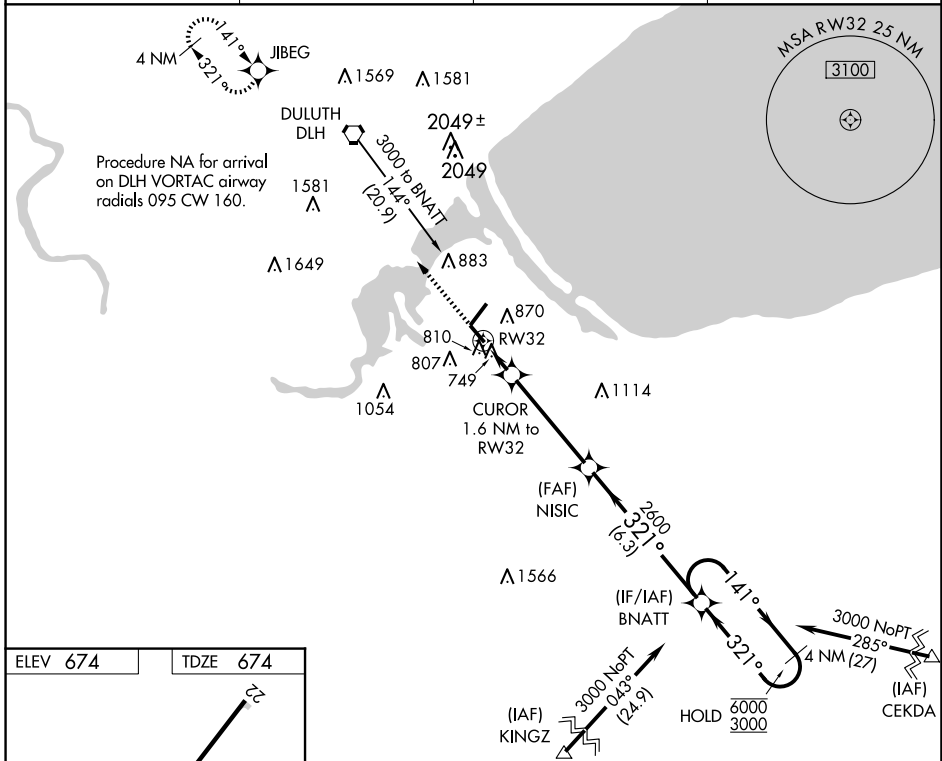 MSA RW32 25 NM
3100
141°
4 NM
321°
JIBEG
1569
1581
DULUTH
DLH
2049±
2049
3000 to BNATT
144°
(20.9)
Procedure NA for arrival
on DLH VORTAC airway
radials 095 CW 160.
1581
1649
883
870
810
RW32
807
749
1054
1114
CUROR
1.6 NM to
RW32
(FAF)
NISIC
2600
321°
(6.3)
1566
(IF/IAF)
BNATT
141°
321°
3000 NoPT
285°
4 NM (27)
(IAF)
CEKDA
3000 NoPT
043°
(24.9)
(IAF)
KINGZ
HOLD 6000
3000
ELEV 674
TDZE 674
22